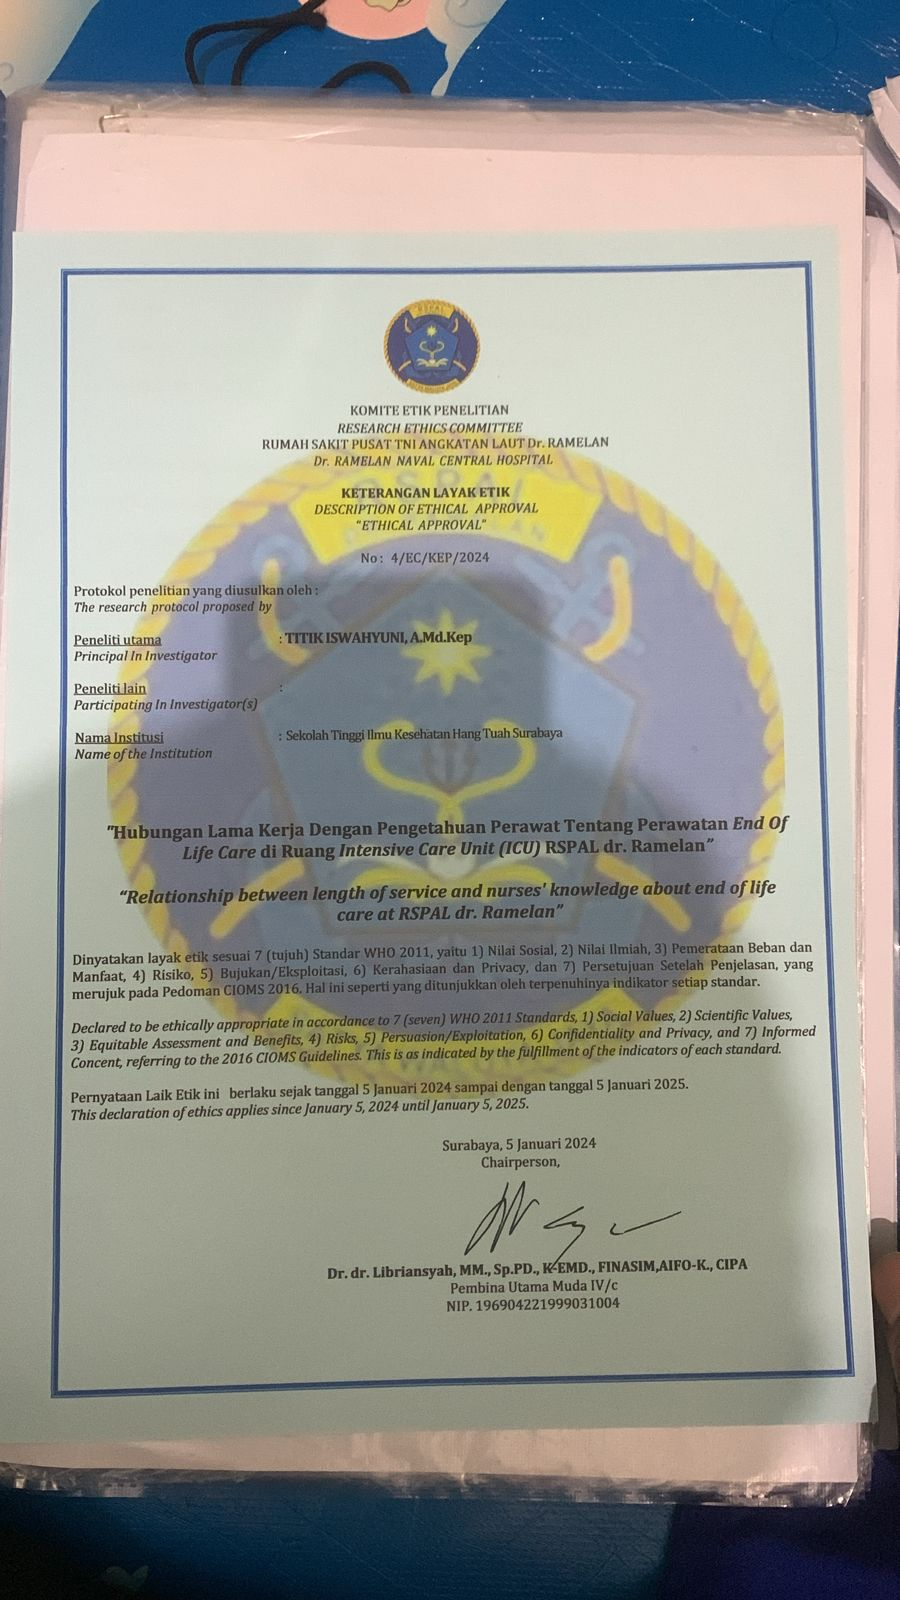 RSPAL
KOMITE ETIK PENELITIAN
RESEARCH ETHICS COMMITTEE
RUMAH SAKIT PUSAT TNI ANGKATAN LAUT Dr. RAMELAN
Dr. RAMELAN NAVAL CENTRAL HOSPITAL
KETERANGAN LAYAK ETIK
DESCRIPTION OF ETHICAL APPROVAL
"ETHICAL APPROVAL"
No : 4/EC/KEP/2024
Protokol penelitian yang diusulkan oleh :
The research protocol proposed by
Peneliti utama : TITIK ISWAHYUNI, A.Md.Kep
Principal In Investigator
Peneliti lain :
Participating In Investigator(s)
Nama Institusi : Sekolah Tinggi Ilmu Kesehatan Hang Tuah Surabaya
Name of the Institution
"Hubungan Lama Kerja Dengan Pengetahuan Perawat Tentang Perawatan End Of
Life Care di Ruang Intensive Care Unit (ICU) RSPAL dr. Ramelan"
"Relationship between length of service and nurses' knowledge about end of life
care at RSPAL dr. Ramelan"
Dinyatakan layak etik sesuai 7 (tujuh) Standar WHO 2011, yaitu 1) Nilai Sosial, 2) Nilai Ilmiah, 3) Pemerataan Beban dan
Manfaat, 4) Risiko, 5) Bujukan/Eksploitasi, 6) Kerahasiaan dan Privacy, dan 7) Persetujuan Setelah Penjelasan, yang
merujuk pada Pedoman CIOMS 2016. Hal ini seperti yang ditunjukkan oleh terpenuhinya indikator setiap standar.
Declared to be ethically appropriate in accordance to 7 (seven) WHO 2011 Standards, 1) Social Values, 2) Scientific Values,
3) Equitable Assessment and Benefits, 4) Risks, 5) Persuasion/Exploitation, 6) Confidentiality and Privacy, and 7) Informed
Concent, referring to the 2016 CIOMS Guidelines. This is as indicated by the fulfillment of the indicators of each standard.
Pernyataan Laik Etik ini berlaku sejak tanggal 5 Januari 2024 sampai dengan tanggal 5 Januari 2025.
This declaration of ethics applies since January 5, 2024 until January 5, 2025.
Surabaya, 5 Januari 2024
Chairperson,
Dr. dr. Libriansyah, MM., Sp.PD., K-EMD., FINASIM,AIFO-K., CIPA
Pembina Utama Muda IV/c
NIP. 196904221999031004